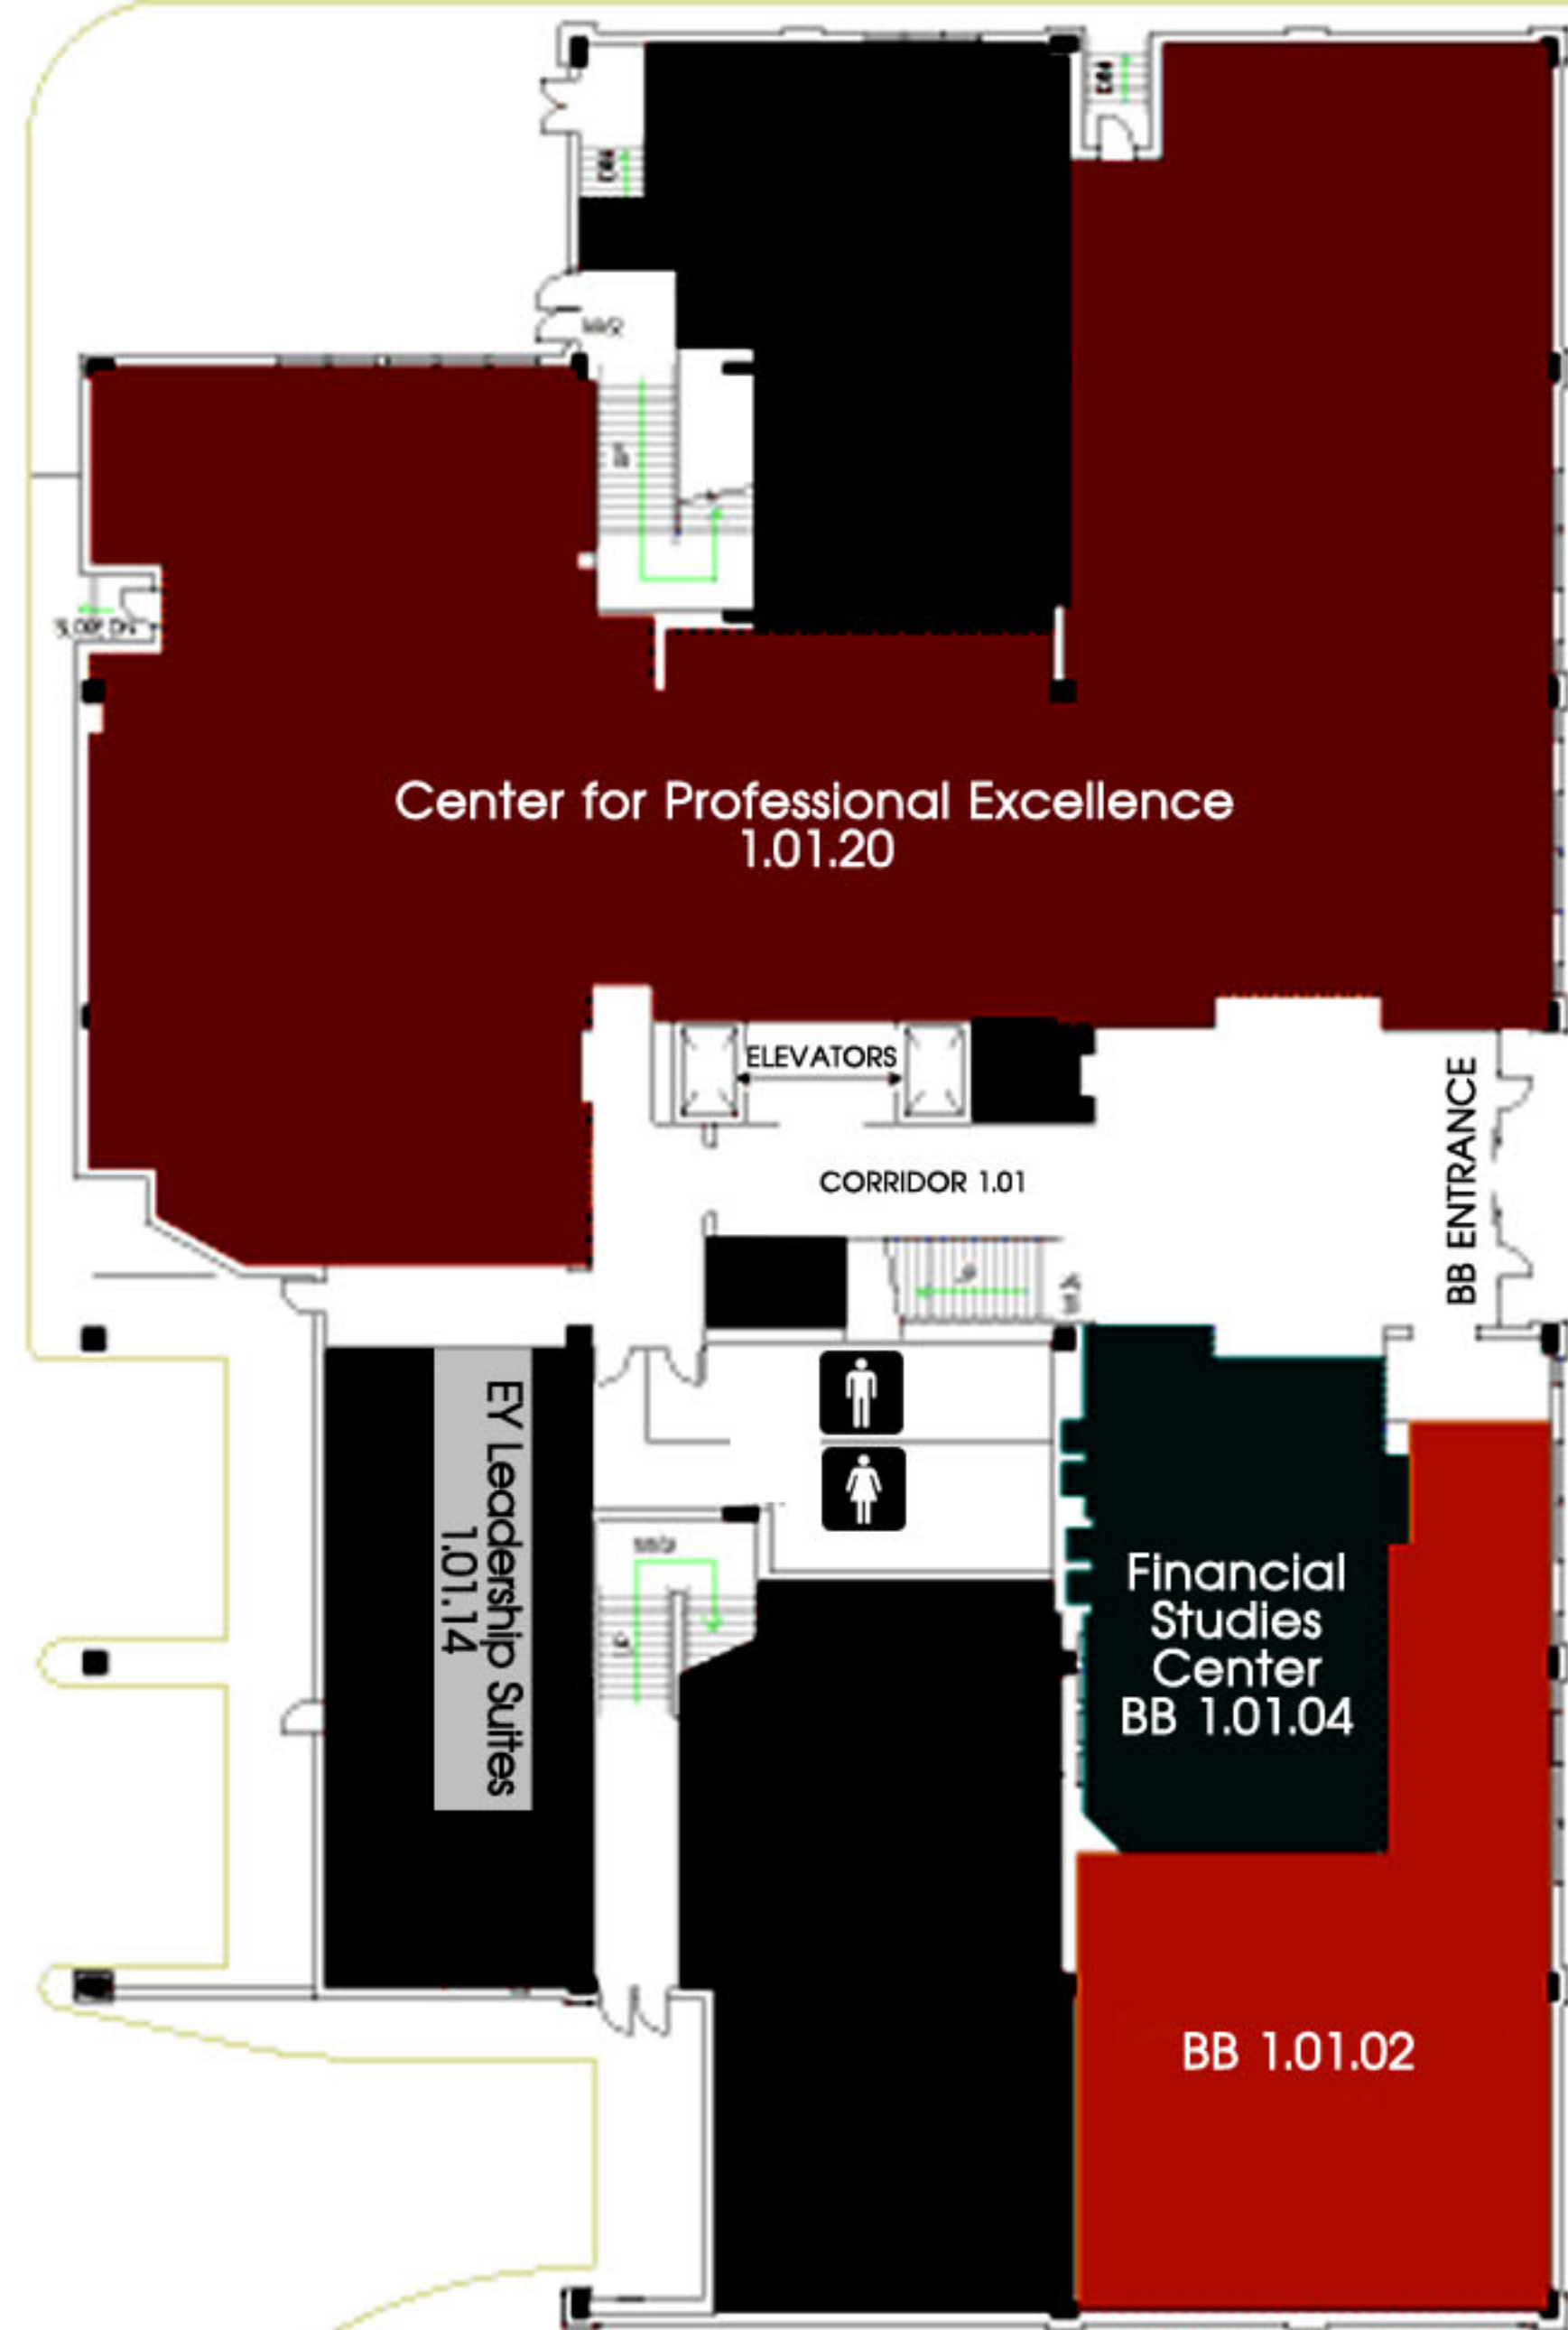 Center for Professional Excellence
1.01.20
ELEVATORS
CORRIDOR 1.01
BB ENTRANCE
EY Leadership Suites
1.01.14
Financial
Studies
Center
BB 1.01.04
BB 1.01.02